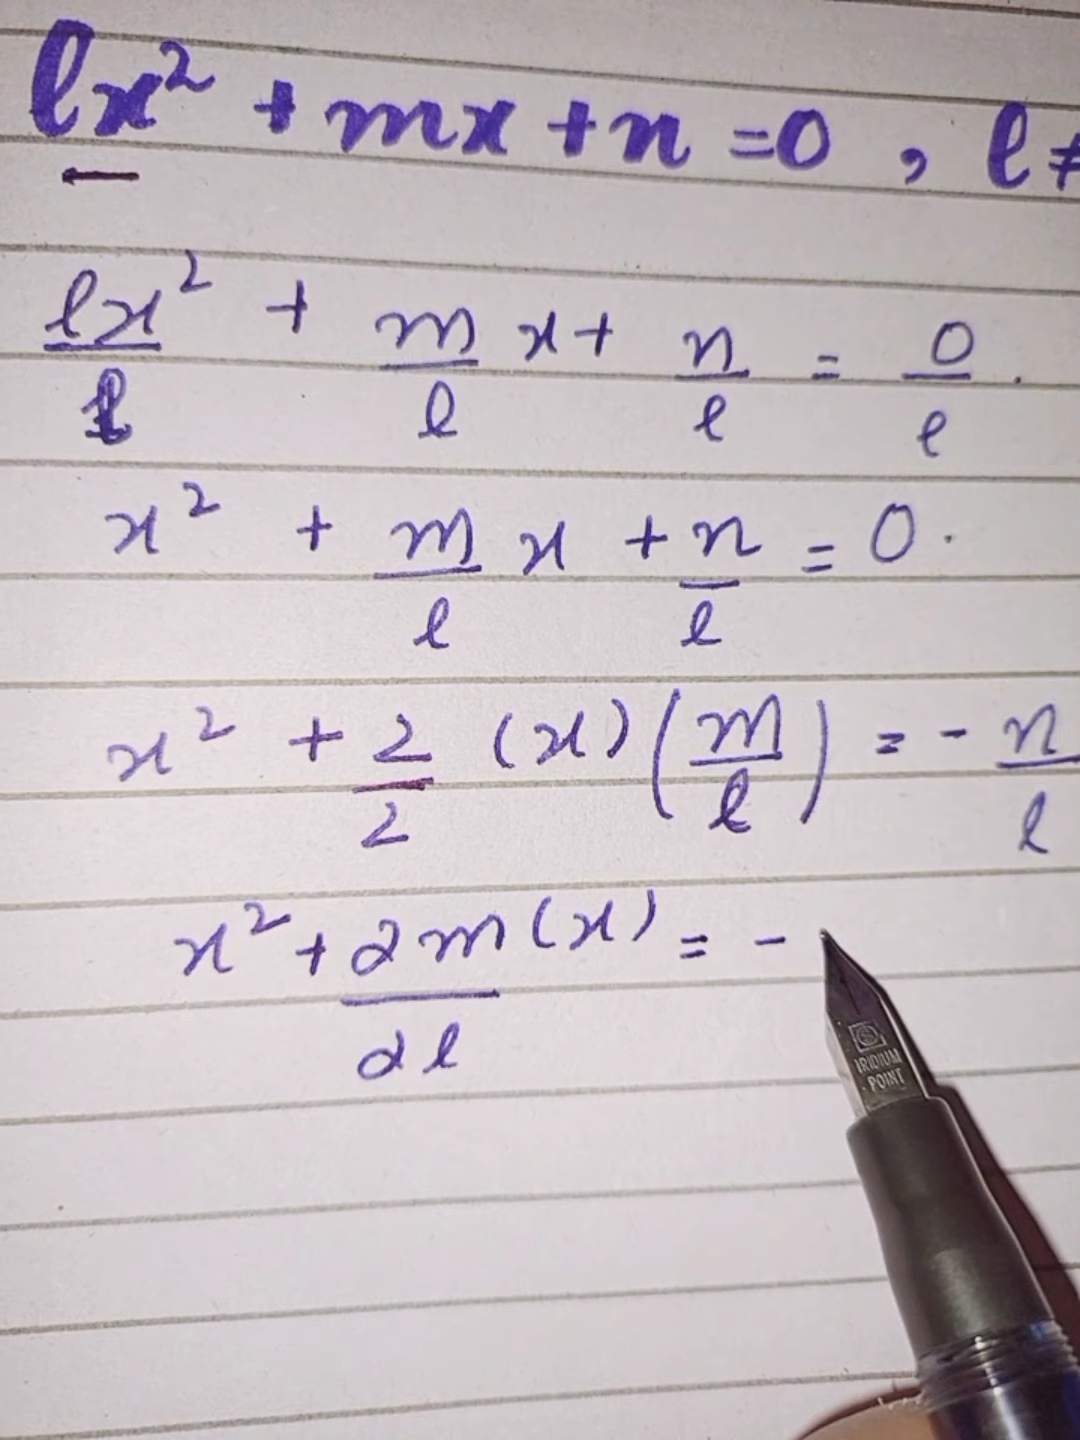 lx² + mx + n = 0 , l ≠
lx²/l + m/l x + n/l = 0/l .
x² + m/l x + n/l = 0 .
x² + 2/2 (x) (m/l) = - n/l
x² + 2m/2l (x) = -
IRIDIUM
POINT